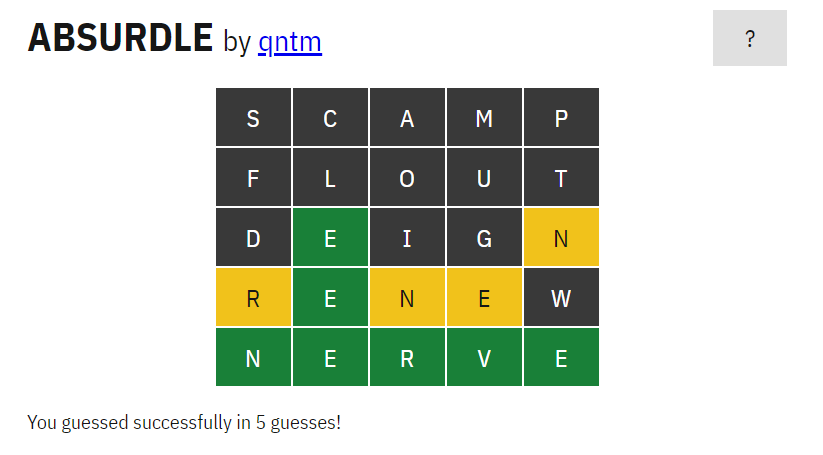 ABSURDLE by qntm
?
S C A M P
F L O U T
D E I G N
R E N E W
N E R V E
You guessed successfully in 5 guesses!